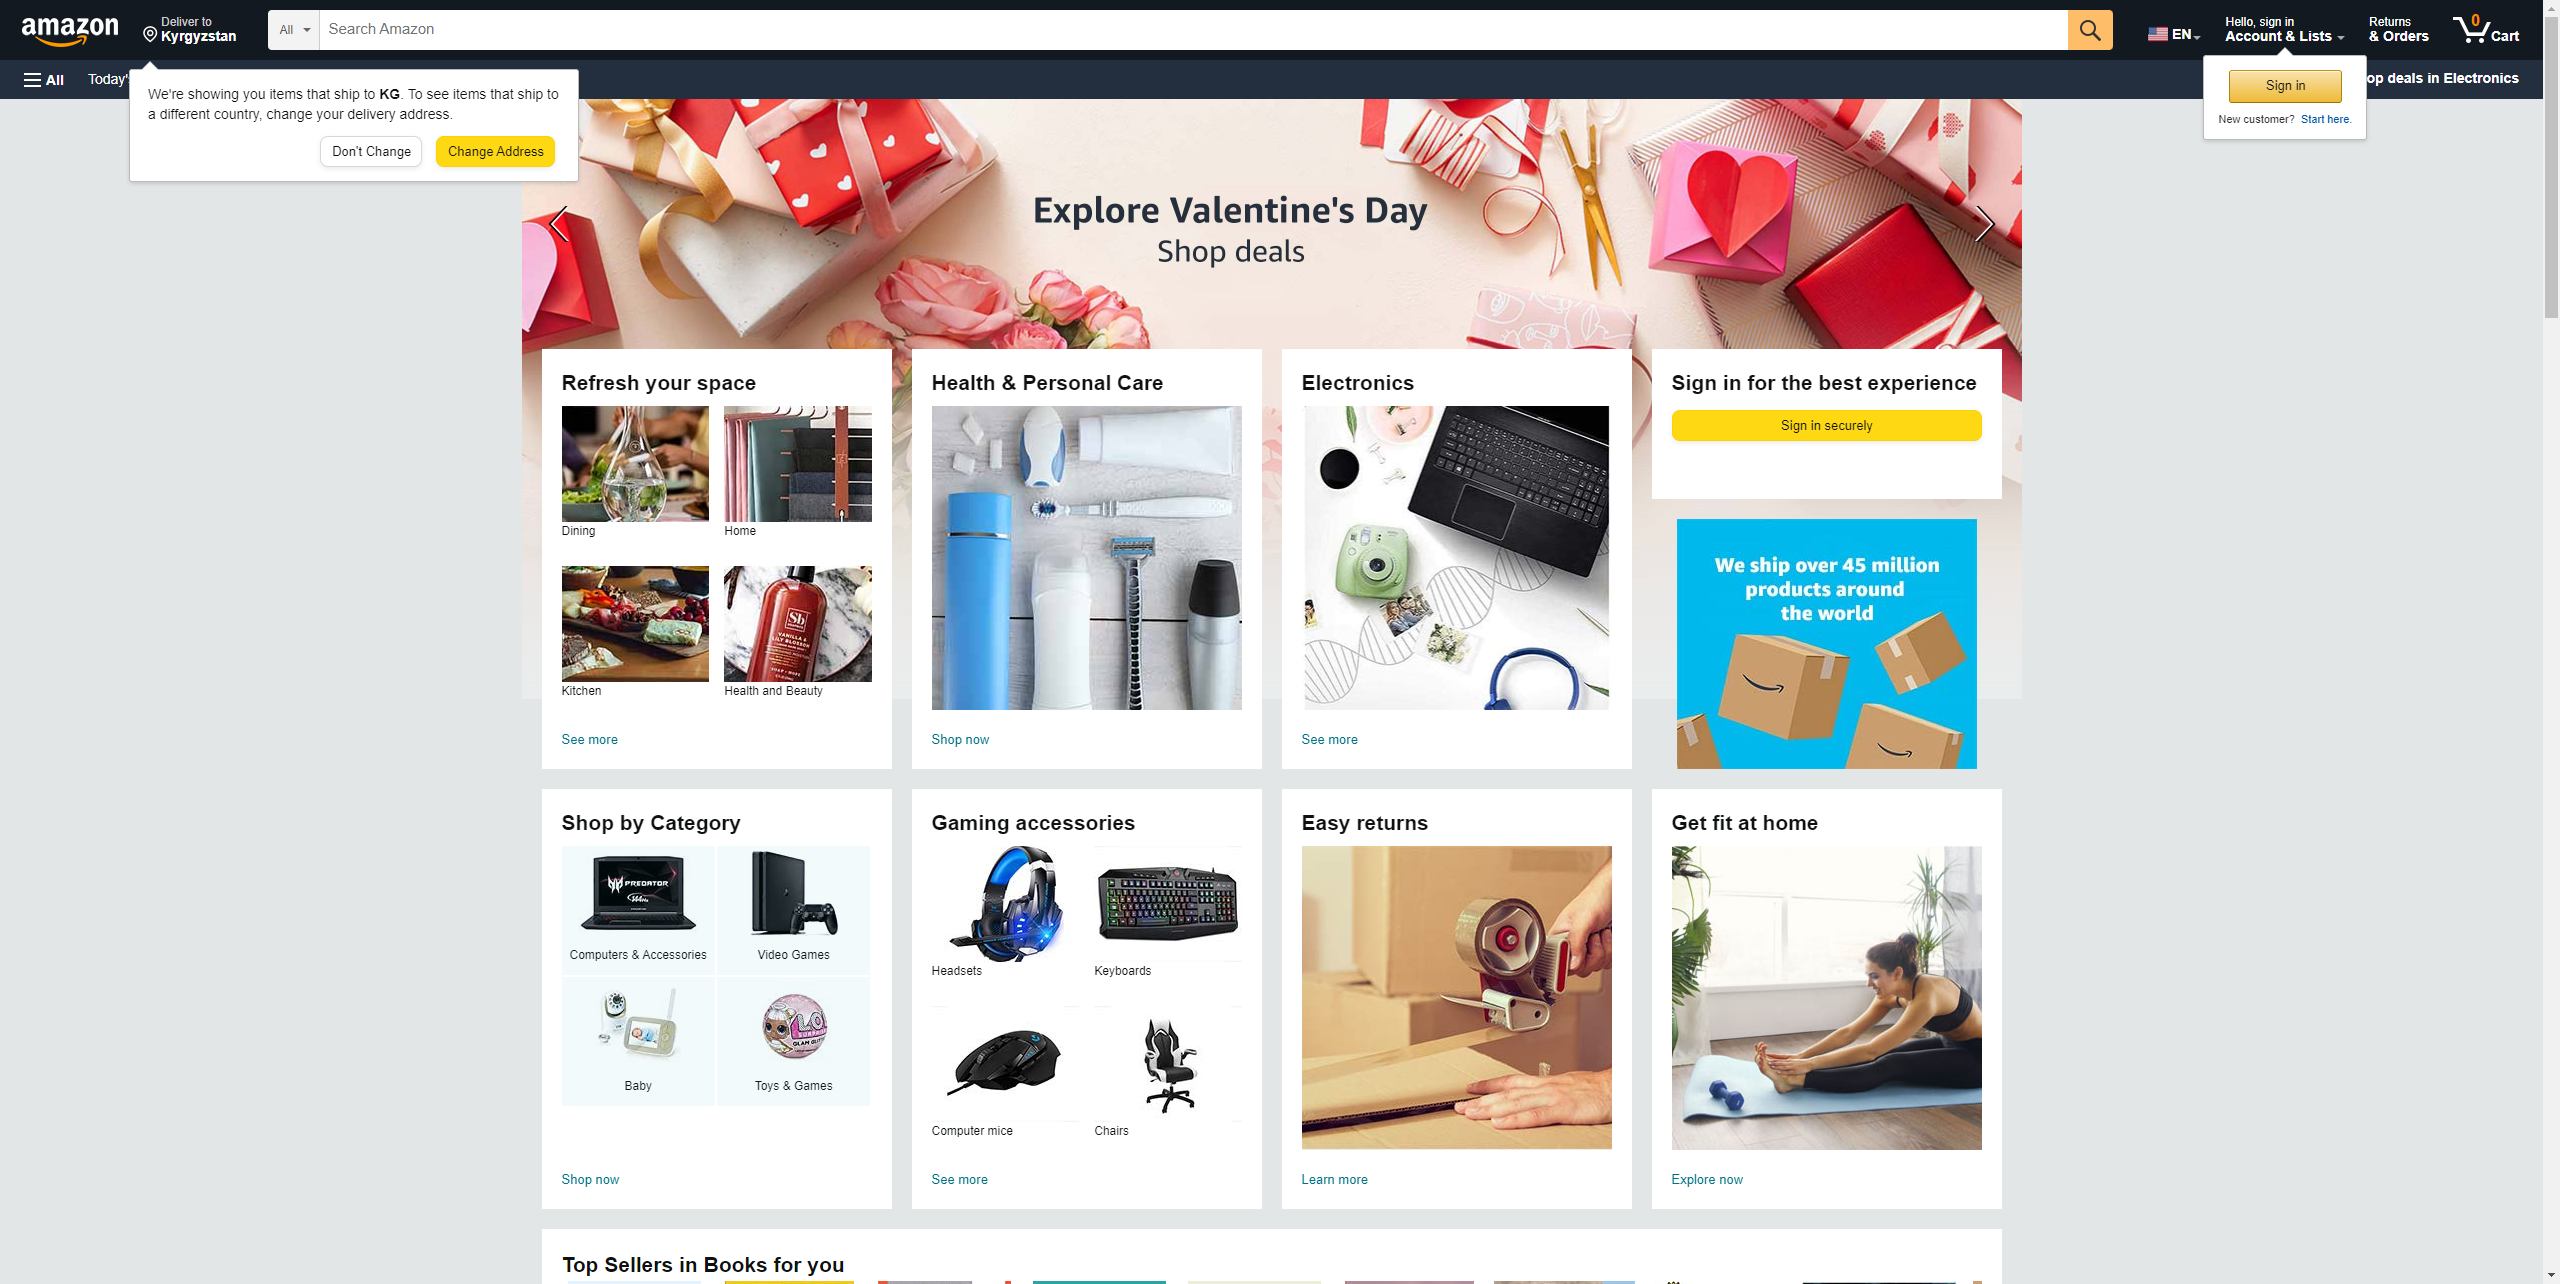 amazon
Deliver to
Kyrgyzstan
All
Search Amazon
EN
Hello, sign in
Account & Lists
Returns
& Orders
0
Cart
All
Today'
op deals in Electronics
We're showing you items that ship to KG. To see items that ship to
a different country, change your delivery address.
Don't Change
Change Address
Sign in
New customer? Start here.
Explore Valentine's Day
Shop deals
Refresh your space
Dining
Home
Kitchen
Health and Beauty
See more
Health & Personal Care
Shop now
Electronics
See more
Sign in for the best experience
Sign in securely
We ship over 45 million
products around
the world
Shop by Category
PREDATOR
Computers & Accessories
Video Games
Baby
Toys & Games
Shop now
Gaming accessories
Headsets
Keyboards
Computer mice
Chairs
See more
Easy returns
Learn more
Get fit at home
Explore now
Top Sellers in Books for you